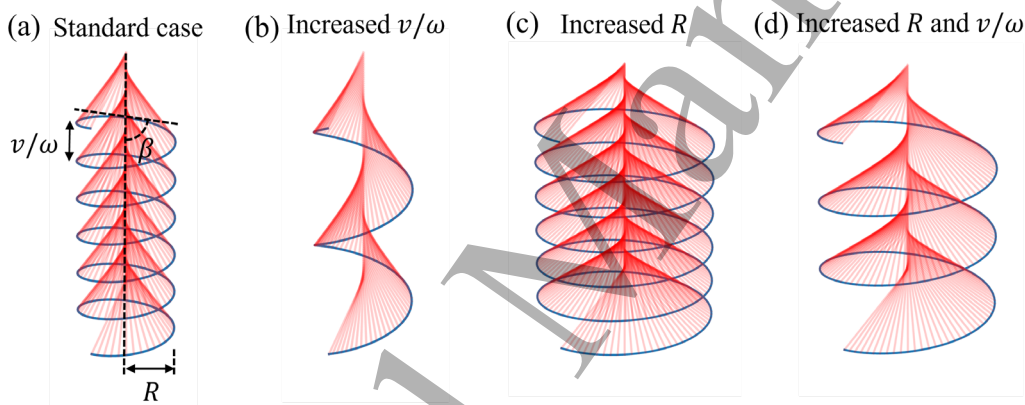 (a) Standard case
(b) Increased v/ω
(c) Increased R
(d) Increased R and v/ω
v/ω
β
R